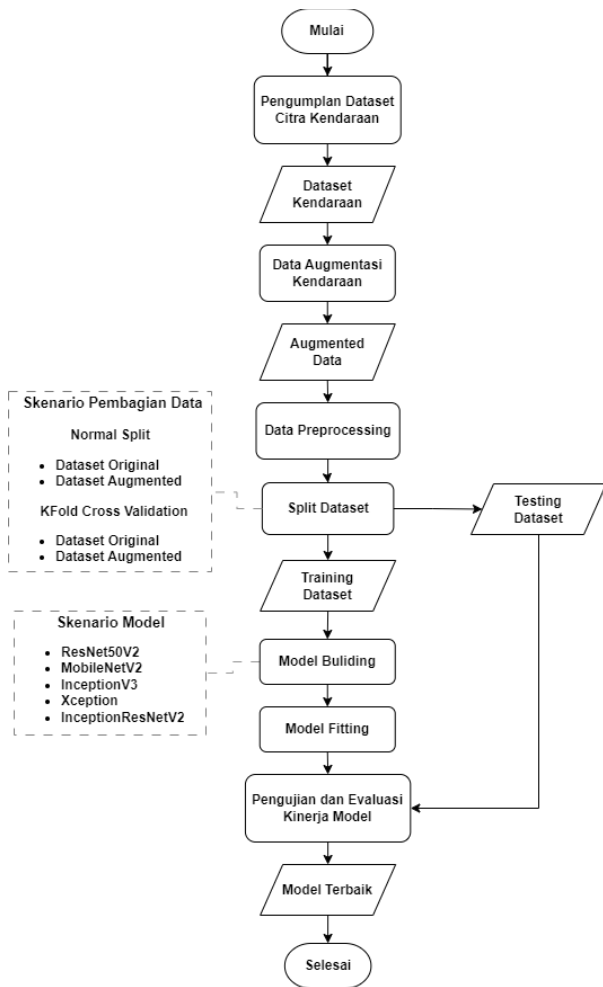 Mulai
Pengumplan Dataset
Citra Kendaraan
Dataset
Kendaraan
Data Augmentasi
Kendaraan
Augmented
Data
Skenario Pembagian Data
Normal Split
• Dataset Original
• Dataset Augmented
KFold Cross Validation
• Dataset Original
• Dataset Augmented
Data Preprocessing
Split Dataset
Testing
Dataset
Training
Dataset
Skenario Model
• ResNet50V2
• MobileNetV2
• InceptionV3
• Xception
• InceptionResNetV2
Model Buliding
Model Fitting
Pengujian dan Evaluasi
Kinerja Model
Model Terbaik
Selesai